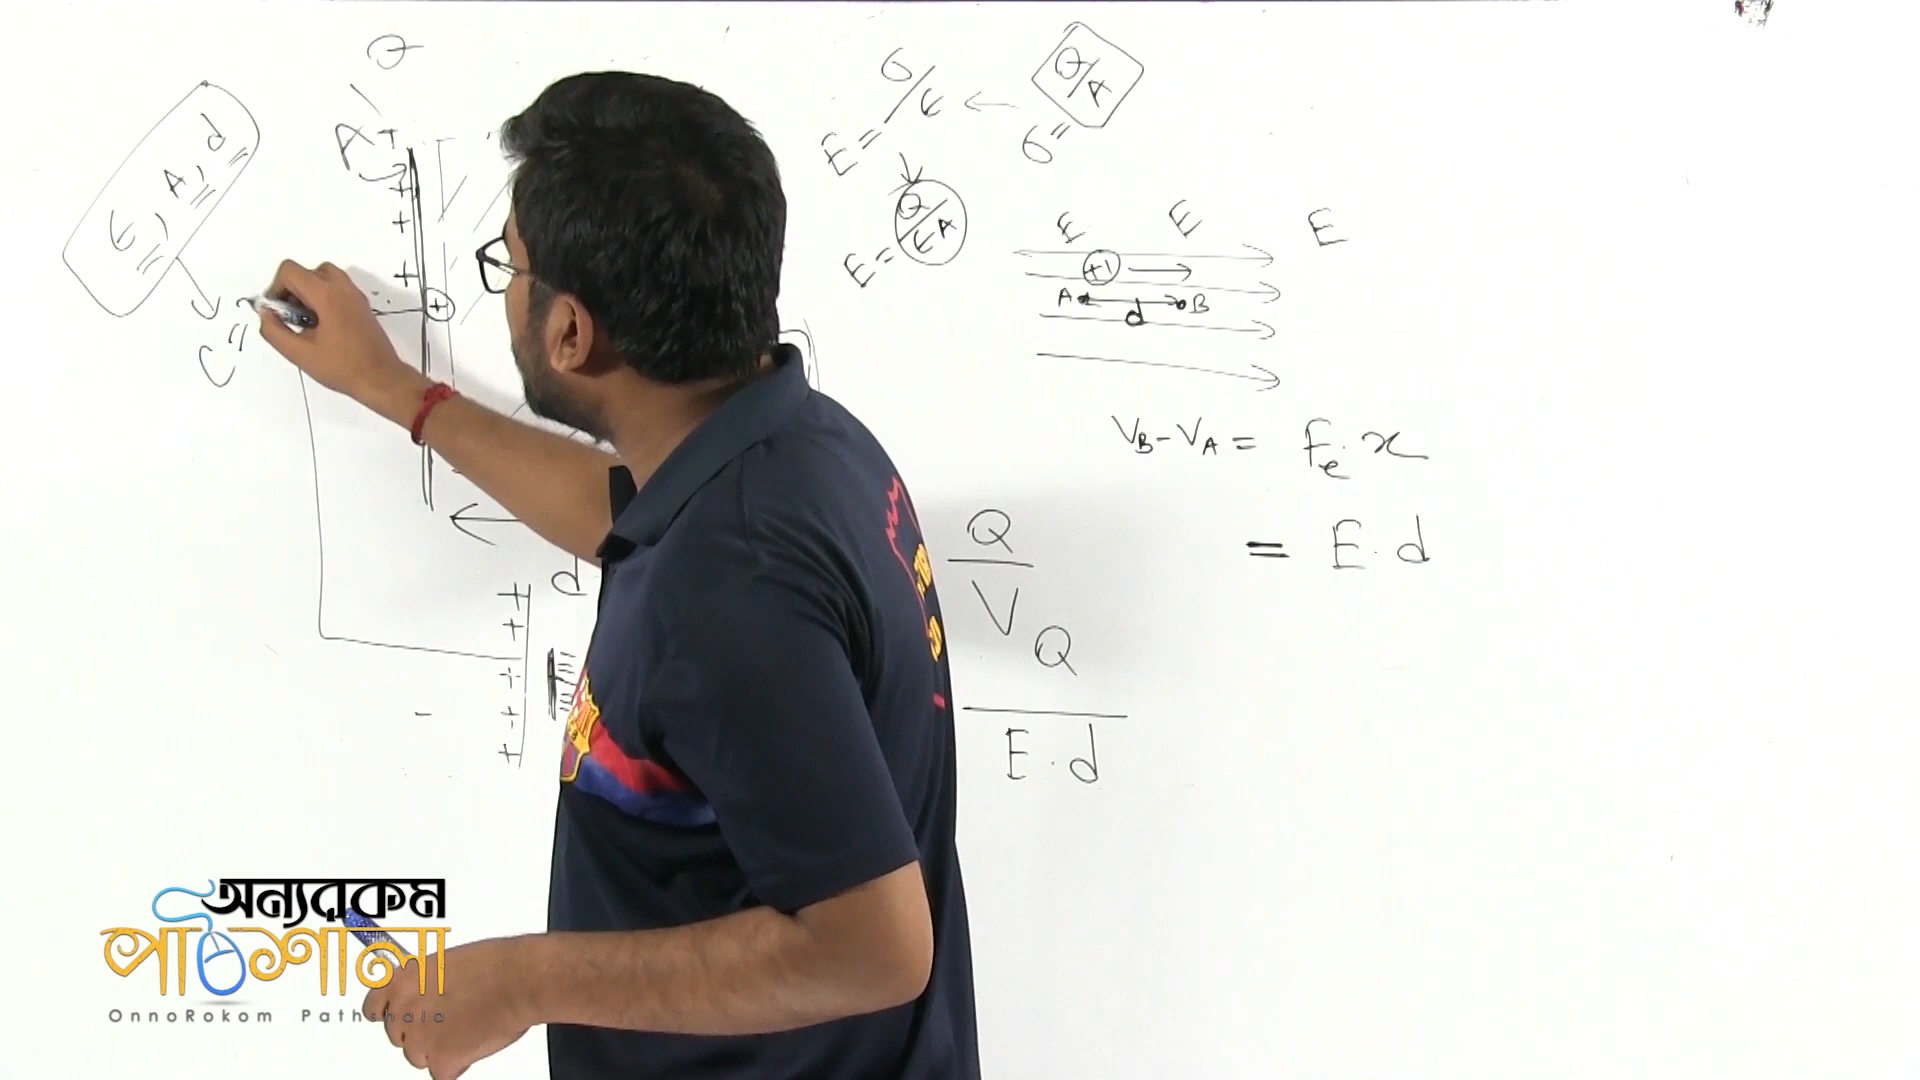 Q
A
+
+
+
+
+
ϵ, A, d
C =
E = σ/ϵ ← σ = Q/A
E = Q/ϵA
E E E
+1
A d B
V_B - V_A = F_e . x
= E . d
d
Q
V
Q
E . d
+
+
+
+
+
-
অন্যরকম
পাঠশালা
OnnoRokom Pathshala